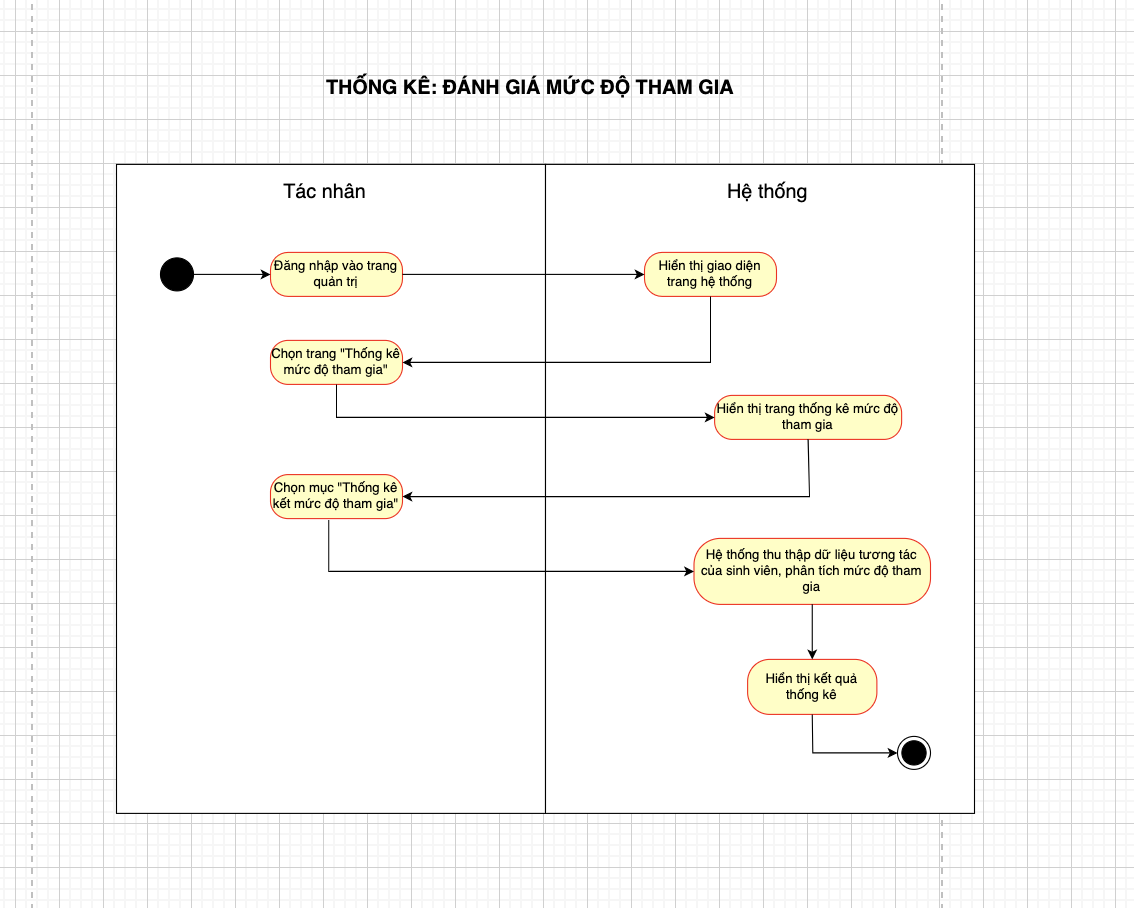 THỐNG KÊ: ĐÁNH GIÁ MỨC ĐỘ THAM GIA
Tác nhân
Hệ thống
Đăng nhập vào trang
quản trị
Hiển thị giao diện
trang hệ thống
Chọn trang "Thống kê
mức độ tham gia"
Hiển thị trang thống kê mức độ
tham gia
Chọn mục "Thống kê
kết mức độ tham gia"
Hệ thống thu thập dữ liệu tương tác
của sinh viên, phân tích mức độ tham
gia
Hiển thị kết quả
thống kê